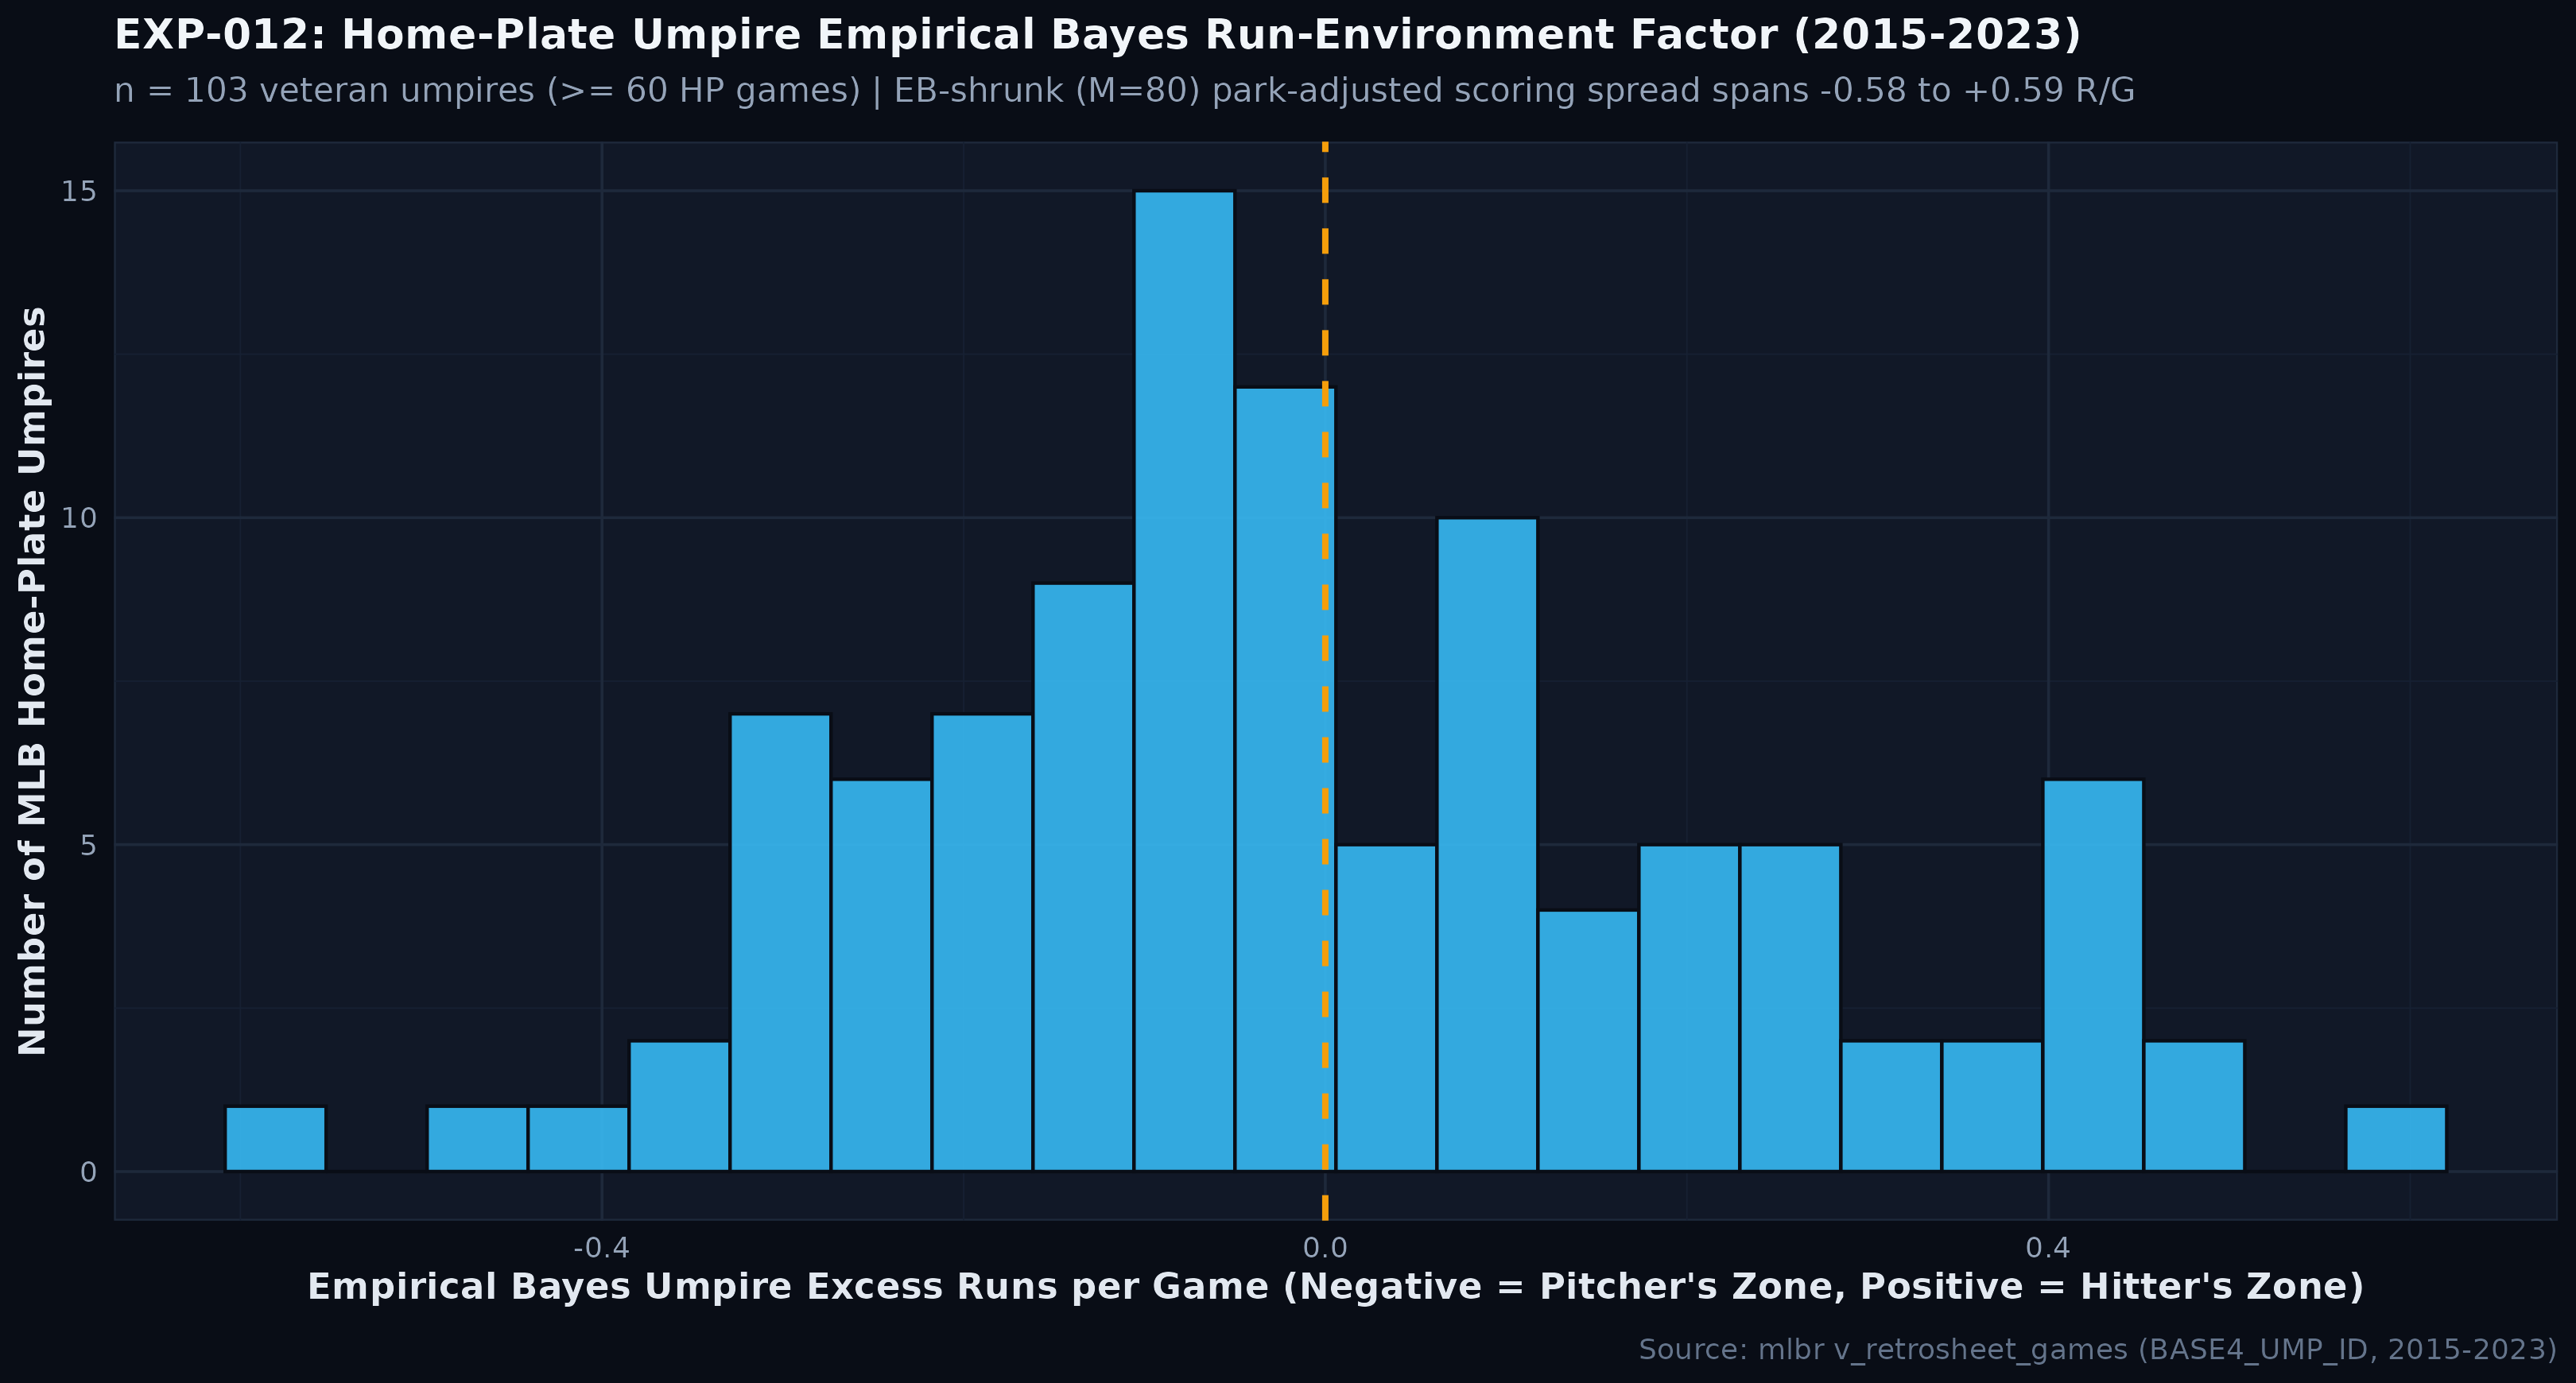 EXP-012: Home-Plate Umpire Empirical Bayes Run-Environment Factor (2015-2023)
n = 103 veteran umpires (>= 60 HP games) | EB-shrunk (M=80) park-adjusted scoring spread spans -0.58 to +0.59 R/G
Number of MLB Home-Plate Umpires
15
10
5
0
-0.4
0.0
0.4
Empirical Bayes Umpire Excess Runs per Game (Negative = Pitcher's Zone, Positive = Hitter's Zone)
Source: mlbr v_retrosheet_games (BASE4_UMP_ID, 2015-2023)